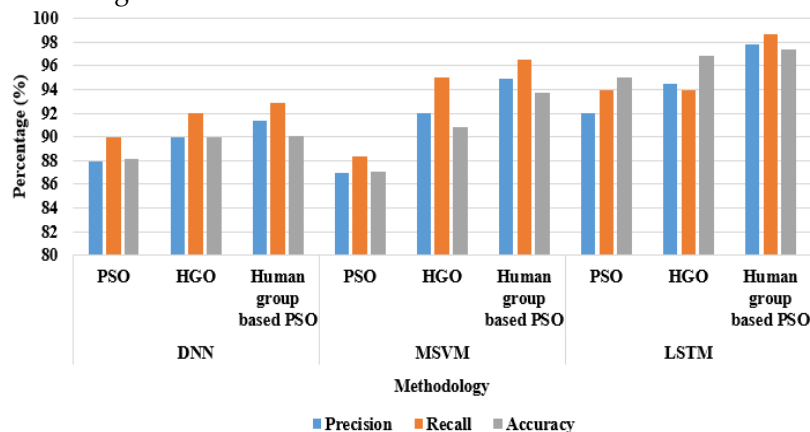 100
98
96
94
92
90
88
86
84
82
80
Percentage (%)
PSO HGO Human group based PSO PSO HGO Human group based PSO PSO HGO Human group based PSO
DNN MSVM LSTM
Methodology
Precision Recall Accuracy